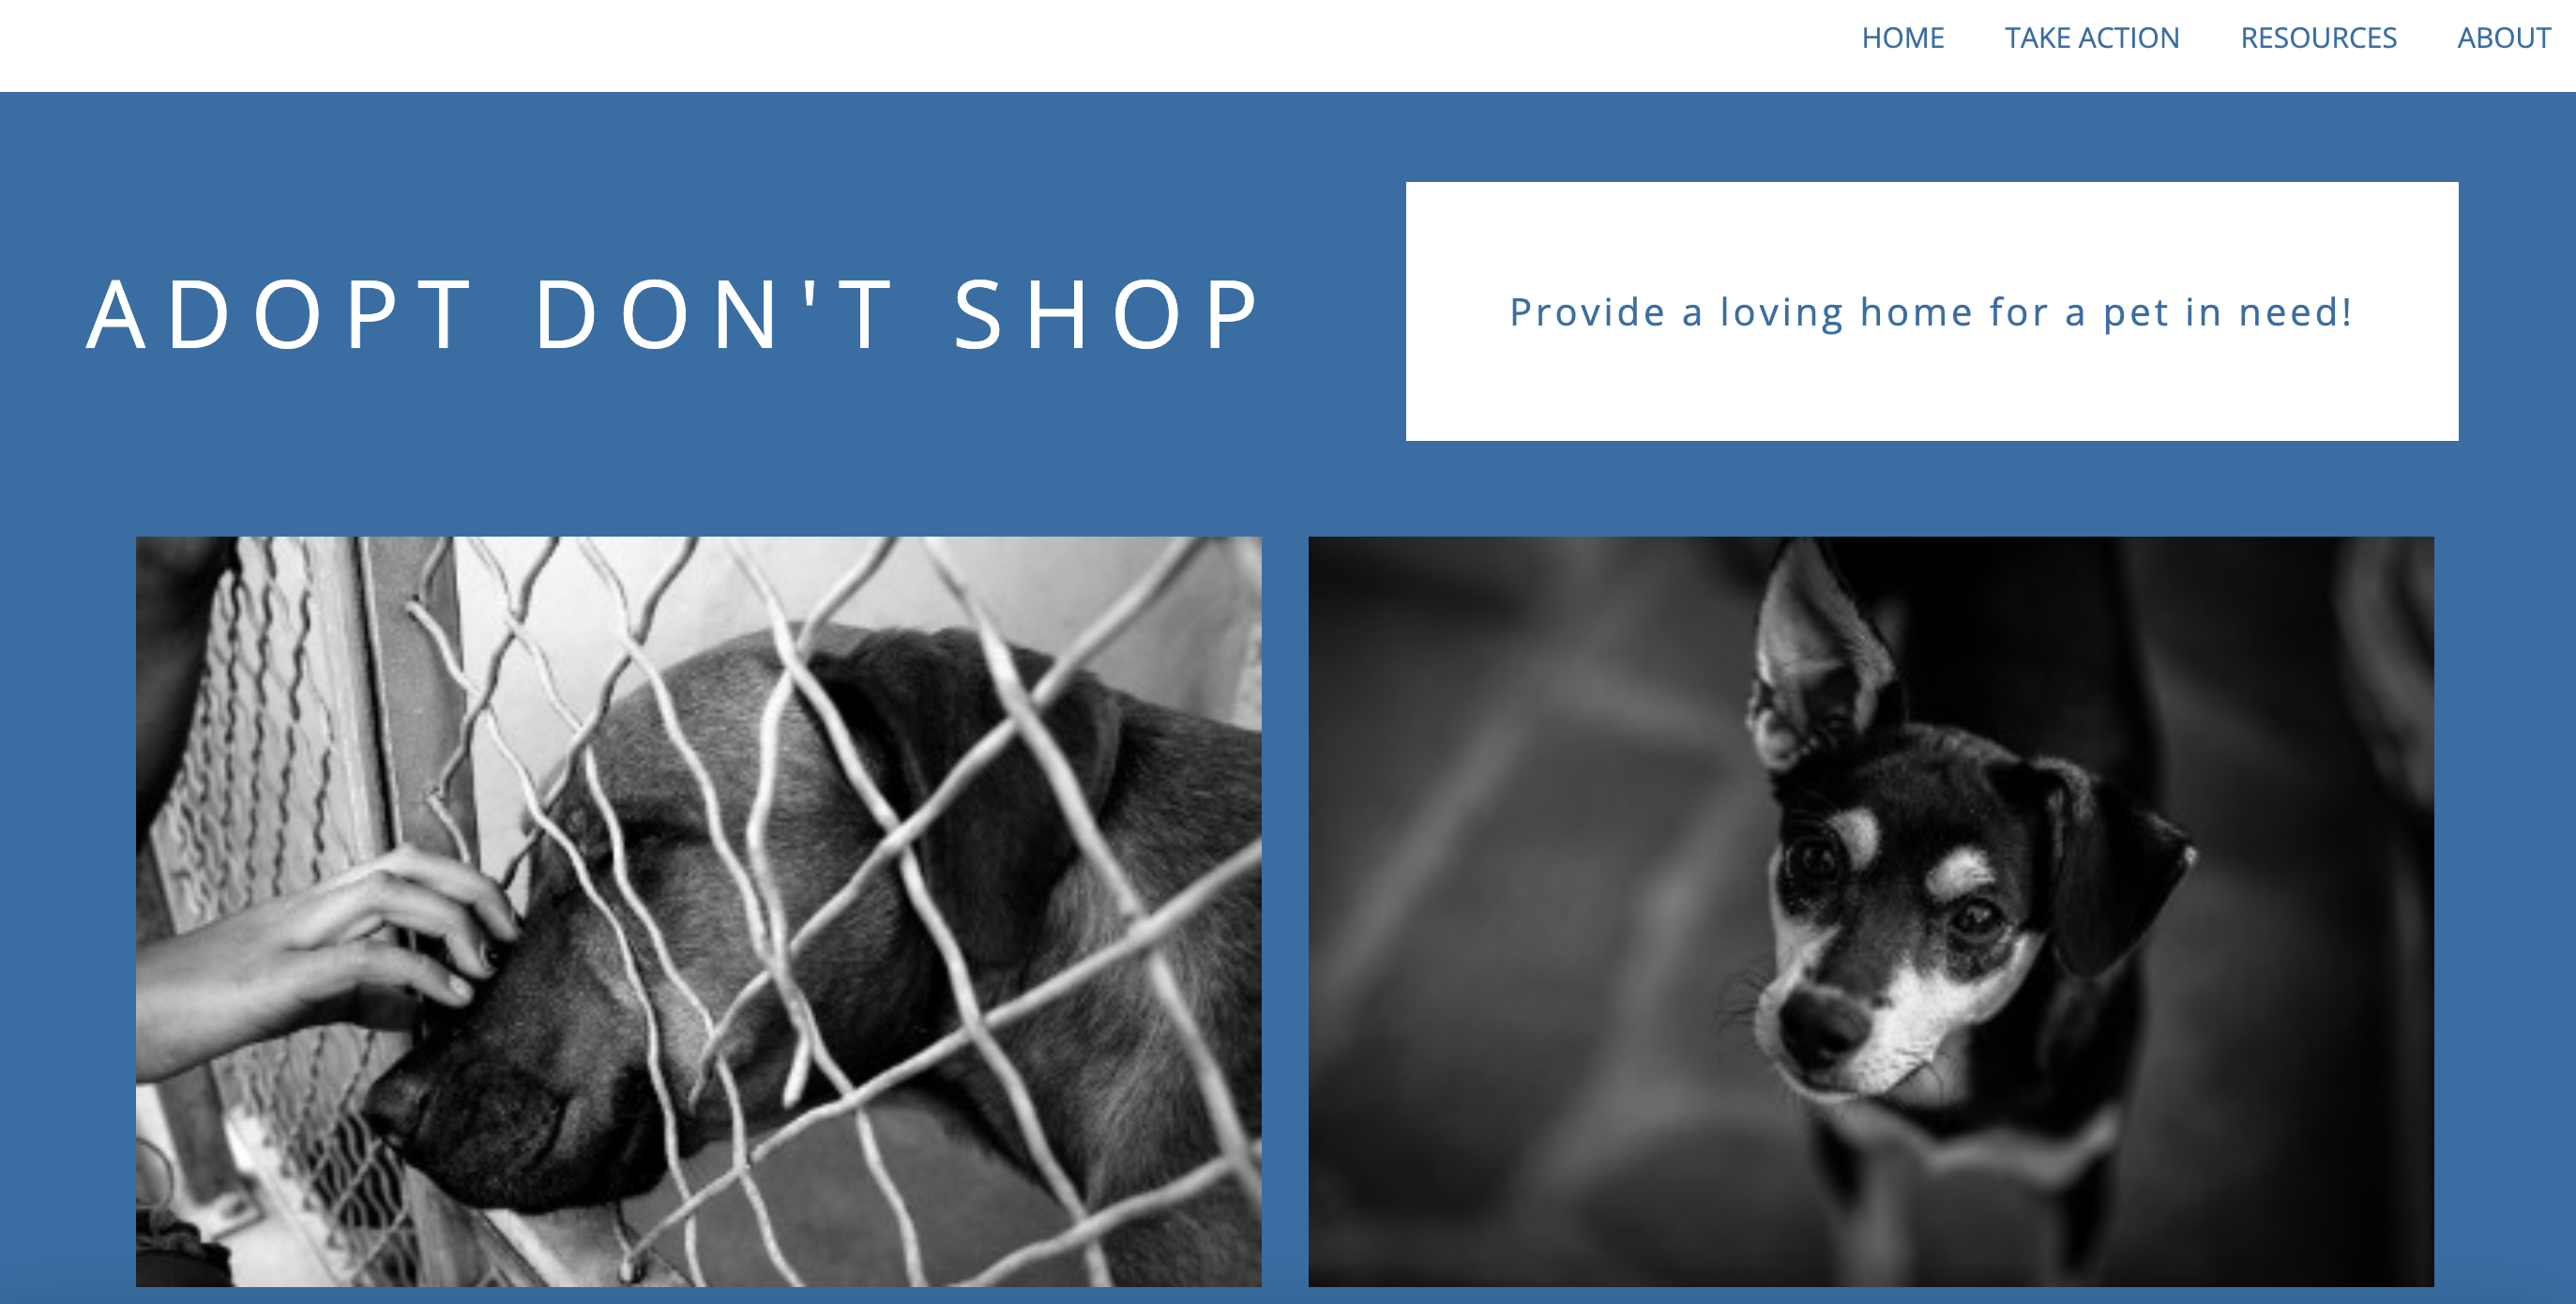 HOME TAKE ACTION RESOURCES ABOUT
ADOPT DON'T SHOP
Provide a loving home for a pet in need!